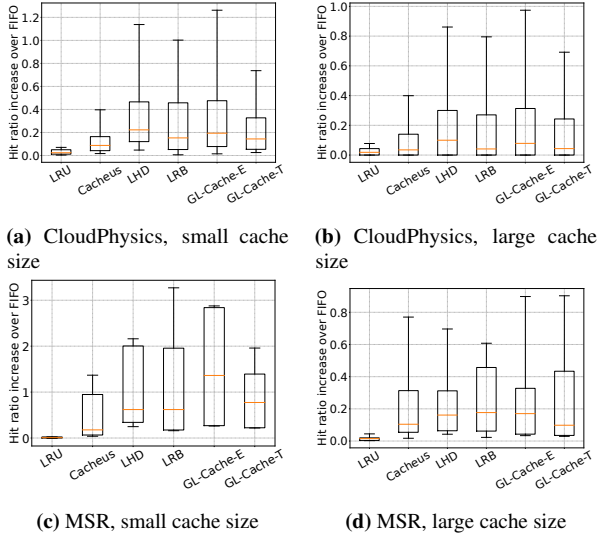 Hit ratio increase over FIFO
1.2
1.0
0.8
0.6
0.4
0.2
0.0
LRU
Cacheus
LHD
LRB
GL-Cache-E
GL-Cache-T
(a) CloudPhysics, small cache
size
Hit ratio increase over FIFO
1.0
0.8
0.6
0.4
0.2
0.0
LRU
Cacheus
LHD
LRB
GL-Cache-E
GL-Cache-T
(b) CloudPhysics, large cache
size
Hit ratio increase over FIFO
3
2
1
0
LRU
Cacheus
LHD
LRB
GL-Cache-E
GL-Cache-T
(c) MSR, small cache size
Hit ratio increase over FIFO
0.8
0.6
0.4
0.2
0.0
LRU
Cacheus
LHD
LRB
GL-Cache-E
GL-Cache-T
(d) MSR, large cache size